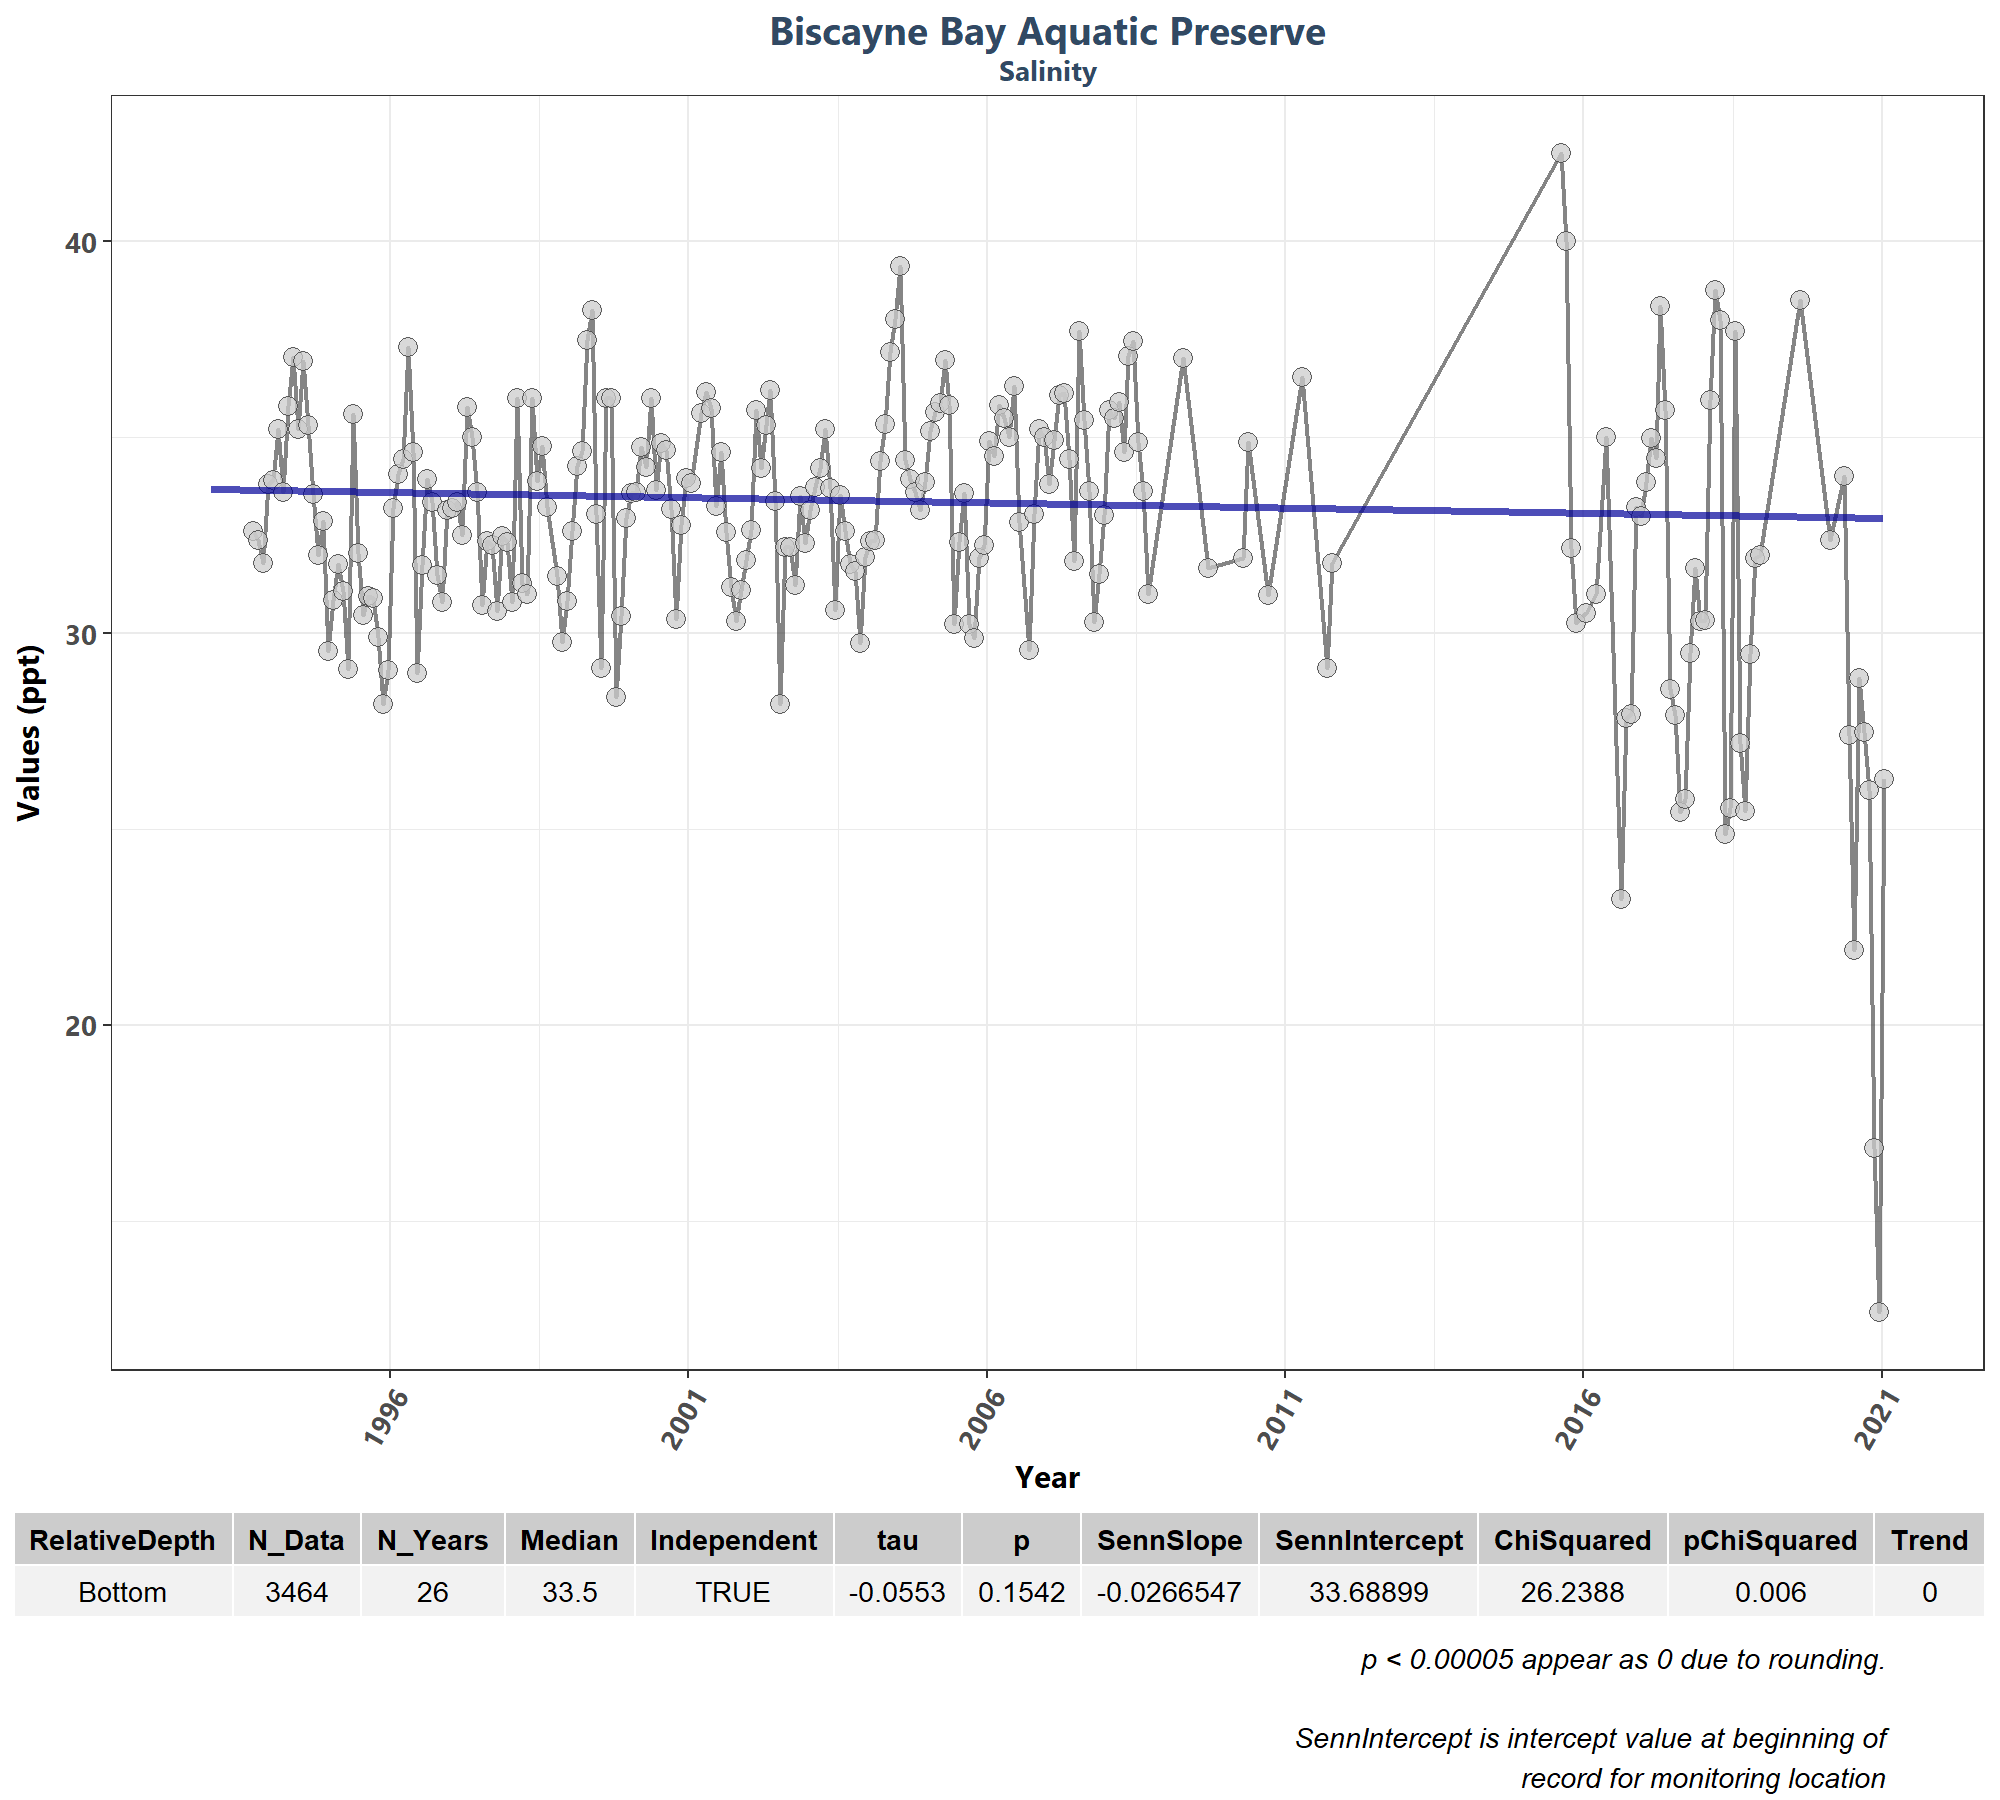 Biscayne Bay Aquatic Preserve
Salinity
Values (ppt)
40
30
20
1996
2001
2006
2011
2016
2021
Year
RelativeDepth N_Data N_Years Median Independent tau p SennSlope SennIntercept ChiSquared pChiSquared Trend
Bottom 3464 26 33.5 TRUE -0.0553 0.1542 -0.0266547 33.68899 26.2388 0.006 0
p < 0.00005 appear as 0 due to rounding.
SennIntercept is intercept value at beginning of
record for monitoring location